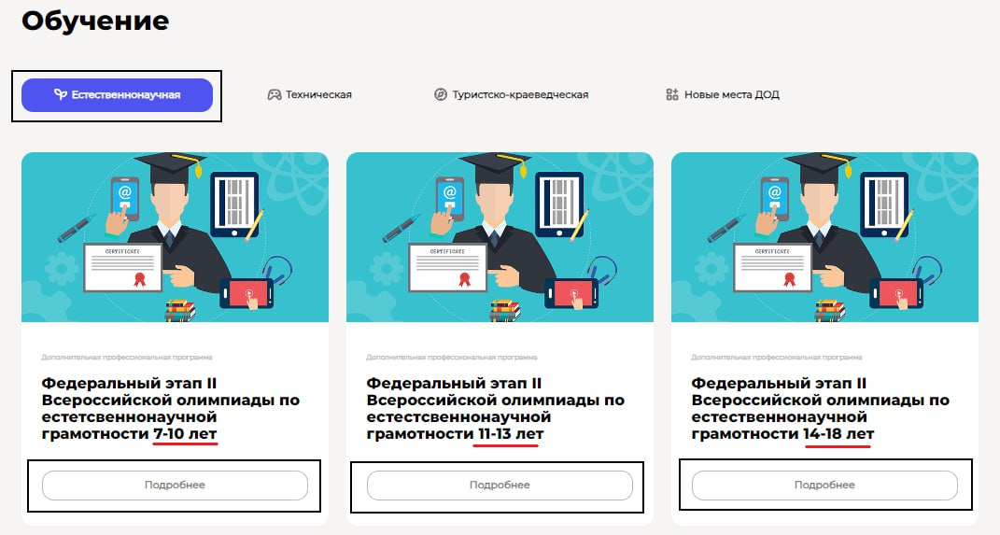 Обучение
Естественнонаучная
Техническая
Туристско-краеведческая
Новые места ДОД
@
CERTIFICATE
@
CERTIFICATE
@
CERTIFICATE
Дополнительная профессиональная программа
Федеральный этап II
Всероссийской олимпиады по
естетсвеннонаучной
грамотности 7-10 лет
Подробнее
Дополнительная профессиональная программа
Федеральный этап II
Всероссийской олимпиады по
естестсвеннонаучной
грамотности 11-13 лет
Подробнее
Дополнительная профессиональная программа
Федеральный этап II
Всероссийской олимпиады по
естественнонаучной
грамотности 14-18 лет
Подробнее